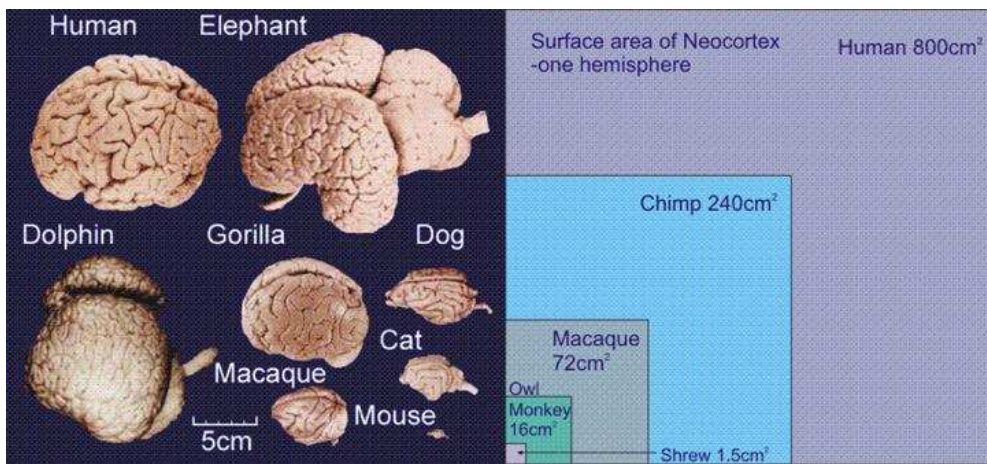 Human
Elephant
Dolphin
Gorilla
Dog
Cat
Macaque
Mouse
5cm
Surface area of Neocortex
-one hemisphere
Human 800cm²
Chimp 240cm²
Macaque
72cm²
Owl
Monkey
16cm²
Shrew 1.5cm²